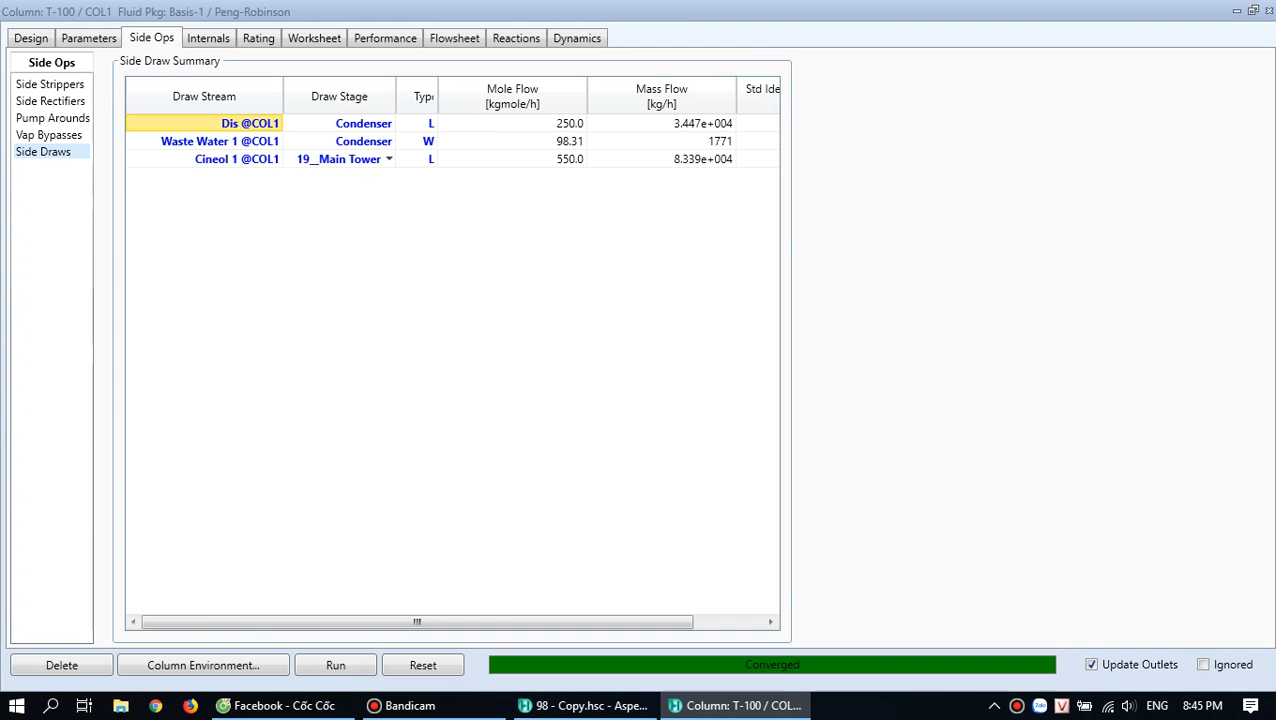 Column: T-100 / COL1 Fluid Pkg: Basis-1 / Peng-Robinson
Design Parameters Side Ops Internals Rating Worksheet Performance Flowsheet Reactions Dynamics
Side Ops
Side Strippers
Side Rectifiers
Pump Arounds
Vap Bypasses
Side Draws
Side Draw Summary
Draw Stream Draw Stage Type Mole Flow [kgmole/h] Mass Flow [kg/h] Std Ide
Dis @COL1 Condenser L 250.0 3.447e+004
Waste Water 1 @COL1 Condenser W 98.31 1771
Cineol 1 @COL1 19__Main Tower L 550.0 8.339e+004
Delete Column Environment... Run Reset Converged Update Outlets Ignored
Facebook - Cốc Cốc Bandicam 98 - Copy.hsc - Aspe... Column: T-100 / COL... Zalo V ENG 8:45 PM